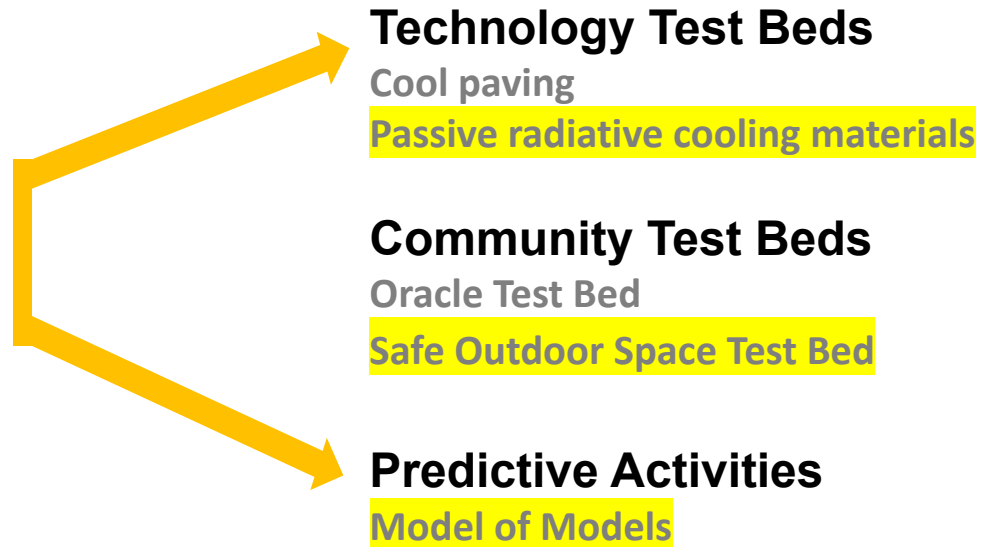 Technology Test Beds
Cool paving
Passive radiative cooling materials
Community Test Beds
Oracle Test Bed
Safe Outdoor Space Test Bed
Predictive Activities
Model of Models